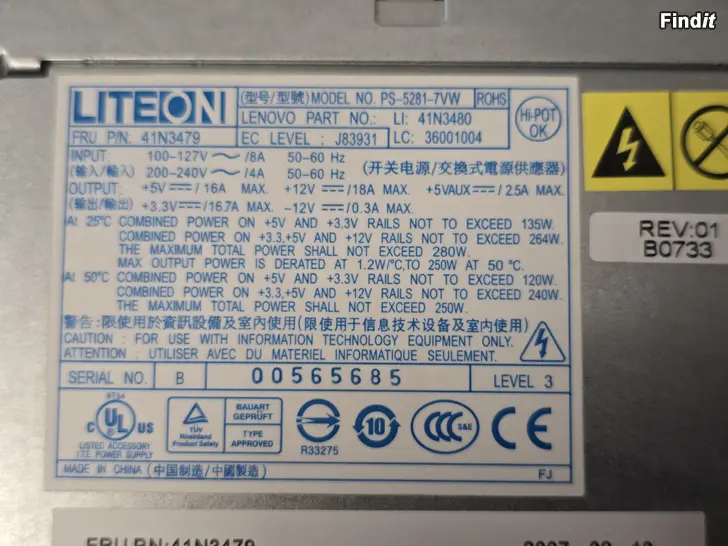 Findit
LITEON
(型号/型號)MODEL NO. PS-5281-7VW
ROHS
LENOVO PART NO.: LI: 41N3480
Hi-POT OK
FRU P/N: 41N3479
EC LEVEL : J83931
LC: 36001004
INPUT: 100-127V ～/8A 50-60 Hz
(输入/輸入) 200-240V ～/4A 50-60 Hz (开关电源/交換式電源供應器)
OUTPUT: +5V⎓/16A MAX. +12V⎓/18A MAX. +5VAUX⎓/2.5A MAX.
(输出/輸出) +3.3V⎓/16.7A MAX. -12V⎓/0.3A MAX.
At 25°C COMBINED POWER ON +5V AND +3.3V RAILS NOT TO EXCEED 135W.
COMBINED POWER ON +3.3,+5V AND +12V RAILS NOT TO EXCEED 264W.
THE MAXIMUM TOTAL POWER SHALL NOT EXCEED 280W.
MAX OUTPUT POWER IS DERATED AT 1.2W/°C,TO 250W AT 50 °C.
At 50°C COMBINED POWER ON +5V AND +3.3V RAILS NOT TO EXCEED 120W.
COMBINED POWER ON +3.3,+5V AND +12V RAILS NOT TO EXCEED 240W.
THE MAXIMUM TOTAL POWER SHALL NOT EXCEED 250W.
警告:限使用於資訊設備及室內使用(限使用于信息技术设备及室内使用)
CAUTION : FOR USE WITH INFORMATION TECHNOLOGY EQUIPMENT ONLY.
ATTENTION : UTILISER AVEC DU MATERIEL INFORMATIQUE SEULEMENT.
SERIAL NO. B 00565685 LEVEL 3
9T94
c UL US
LISTED ACCESSORY
I.T.E. POWER SUPPLY
TÜV
Rheinland
Product Safety
BAUART
GEPRÜFT
TYPE
APPROVED
R33275
10
CCC S&E
CE
MADE IN CHINA (中国制造/中國製造)
FJ
REV:01
B0733
FRU PN:41N3479